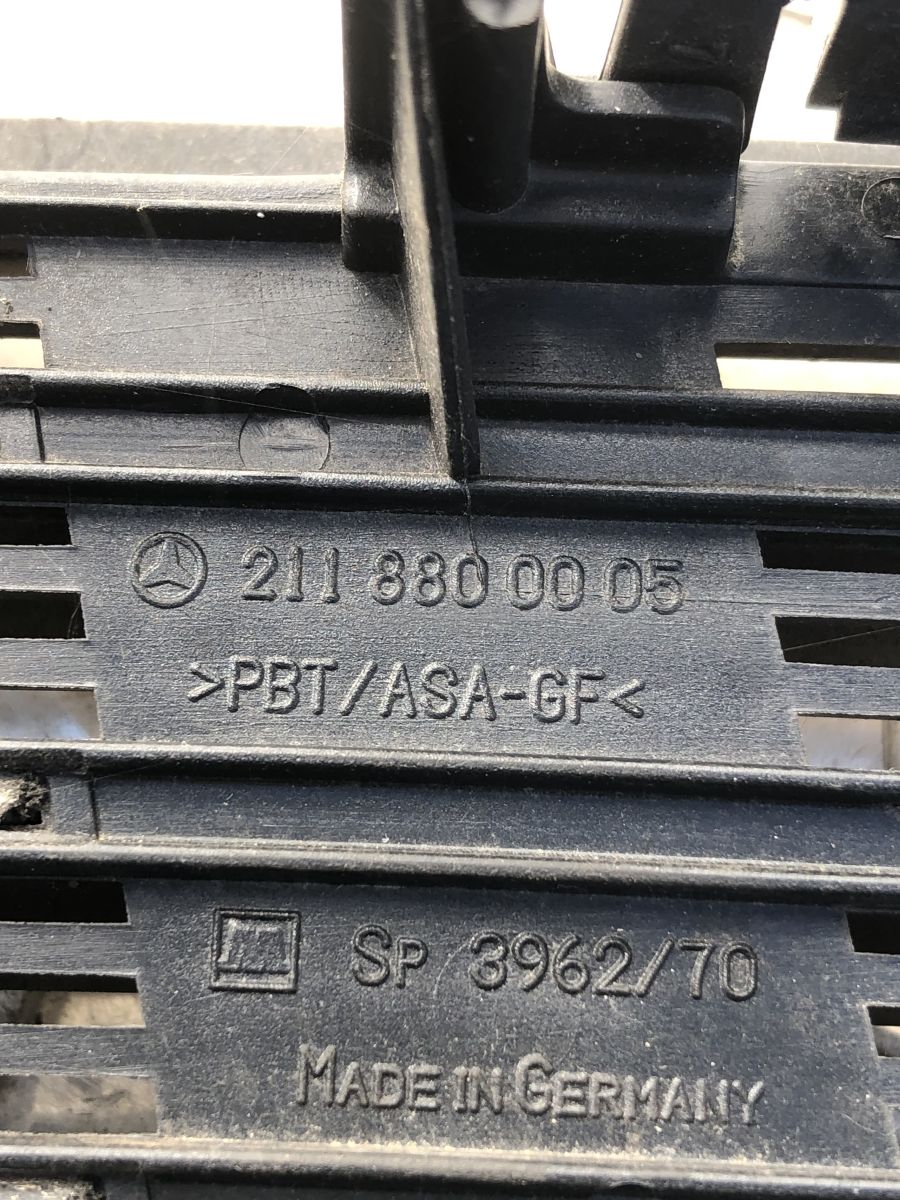 211 880 00 05
>PBT/ASA-GF<
SP 3962/70
MADE IN GERMANY